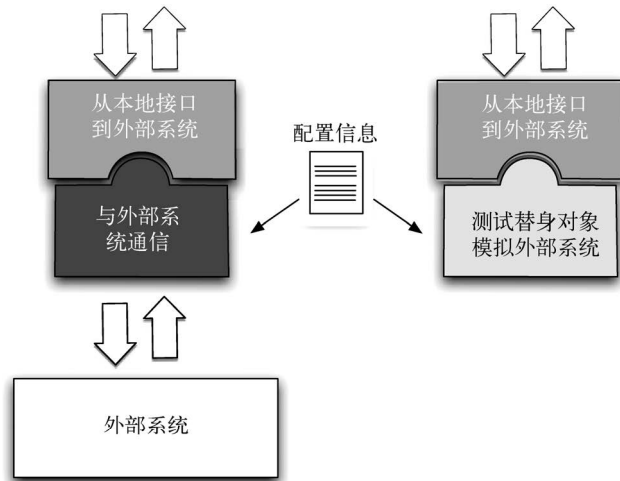 从本地接口
到外部系统
从本地接口
到外部系统
配置信息
与外部系
统通信
测试替身对象
模拟外部系统
外部系统